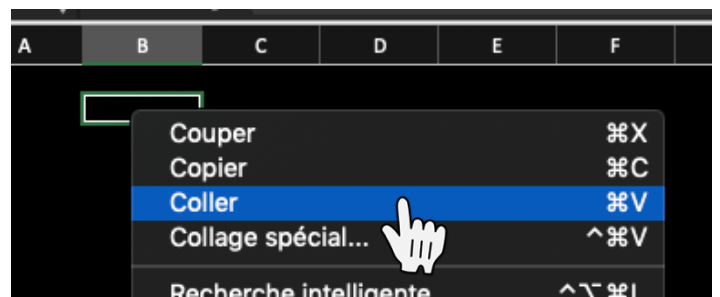 A B C D E F
Couper ⌘X
Copier ⌘C
Coller ⌘V
Collage spécial... ^⌘V
Recherche intelligente ^⌥⌘L